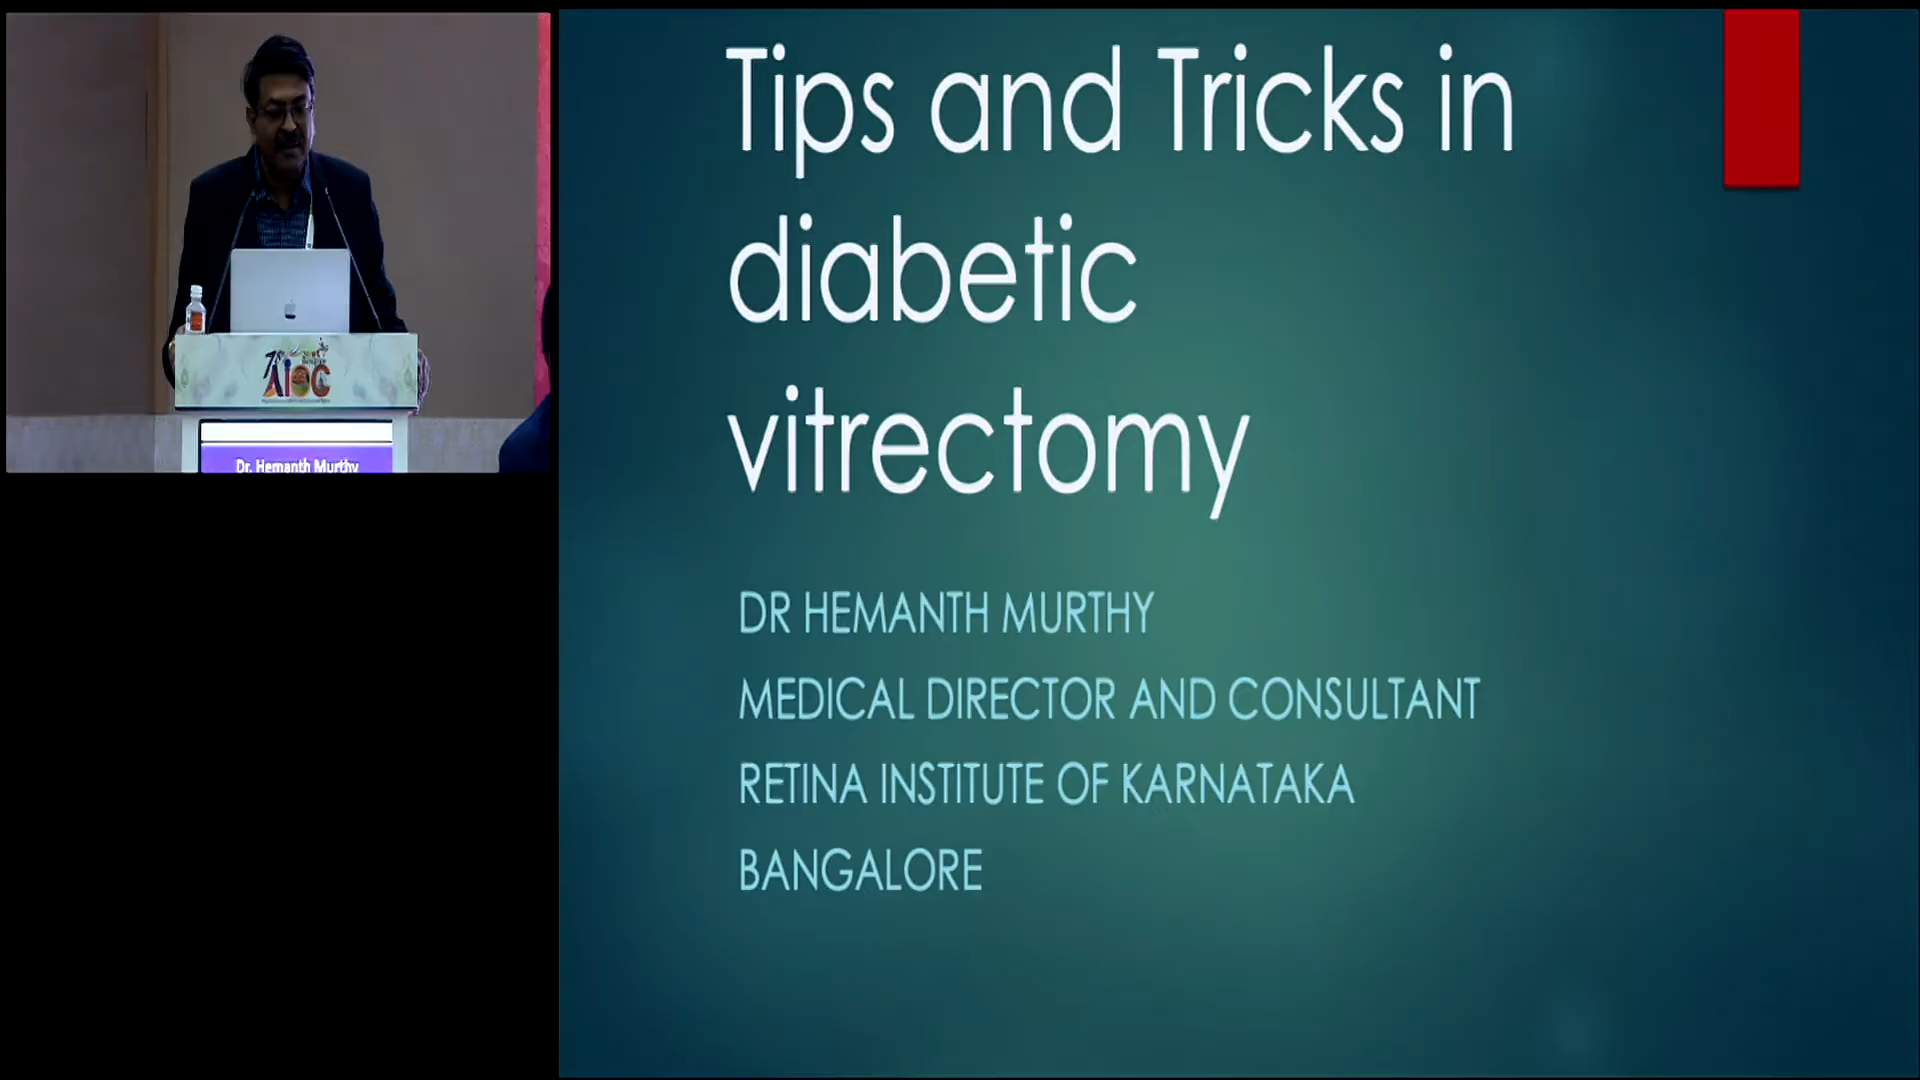 Tips and Tricks in
diabetic
vitrectomy
DR HEMANTH MURTHY
MEDICAL DIRECTOR AND CONSULTANT
RETINA INSTITUTE OF KARNATAKA
BANGALORE
AIOC
Dr. Hemanth Murthy